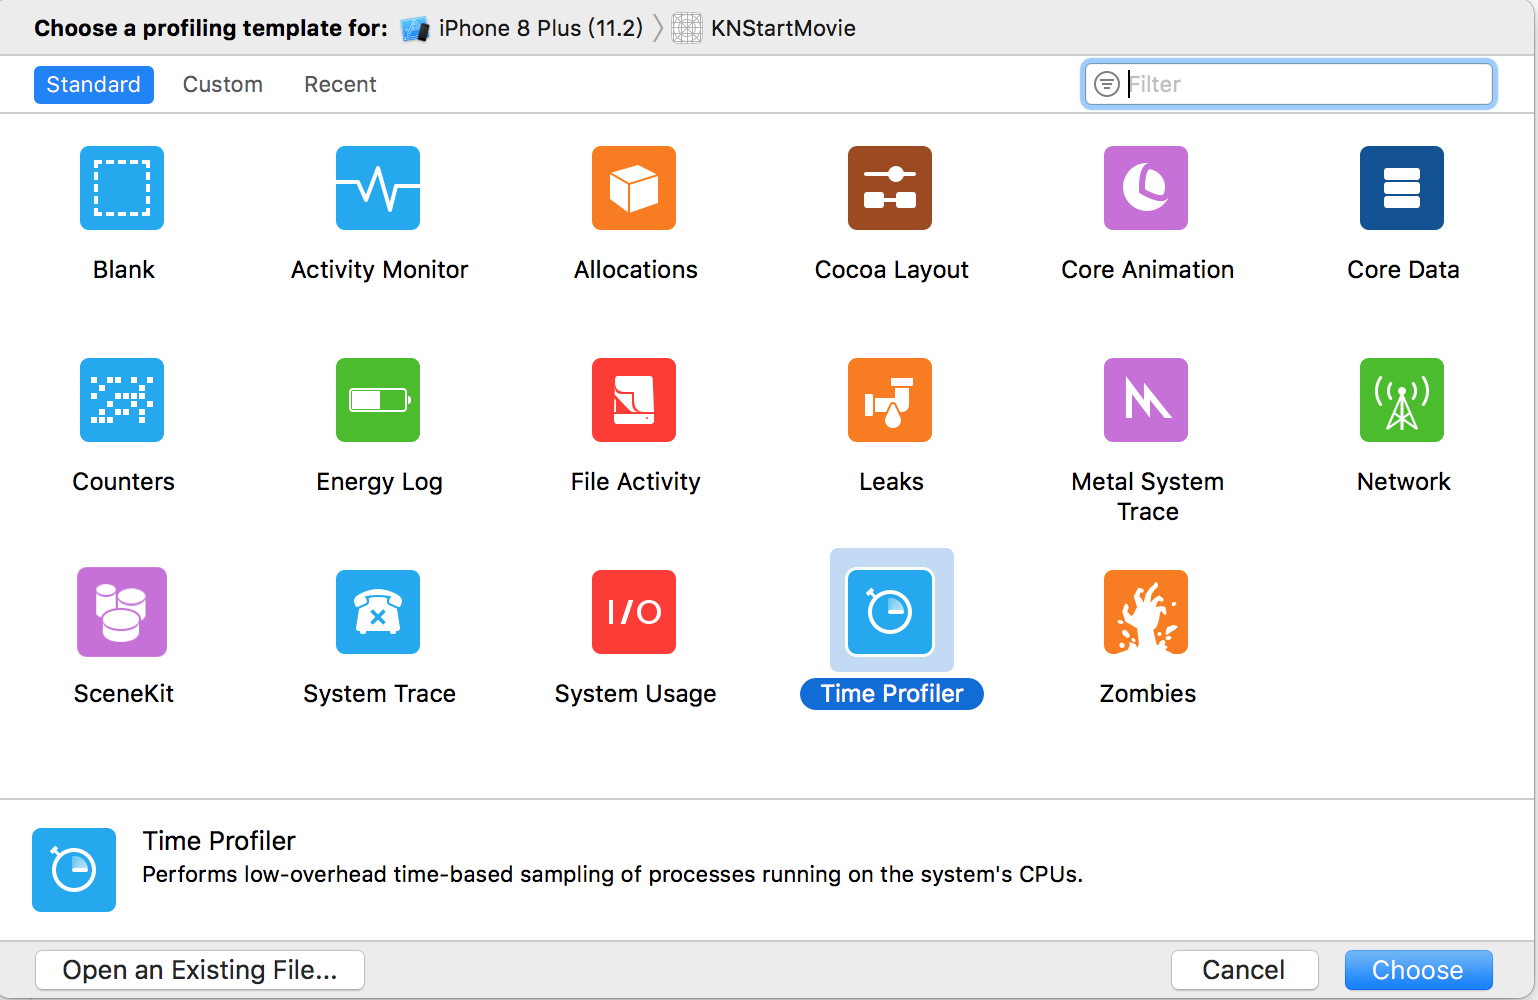 Choose a profiling template for: iPhone 8 Plus (11.2) KNStartMovie
Standard Custom Recent Filter
Blank Activity Monitor Allocations Cocoa Layout Core Animation Core Data
Counters Energy Log File Activity Leaks Metal System Trace Network
SceneKit System Trace I/O System Usage Time Profiler Zombies
Time Profiler
Performs low-overhead time-based sampling of processes running on the system's CPUs.
Open an Existing File... Cancel Choose